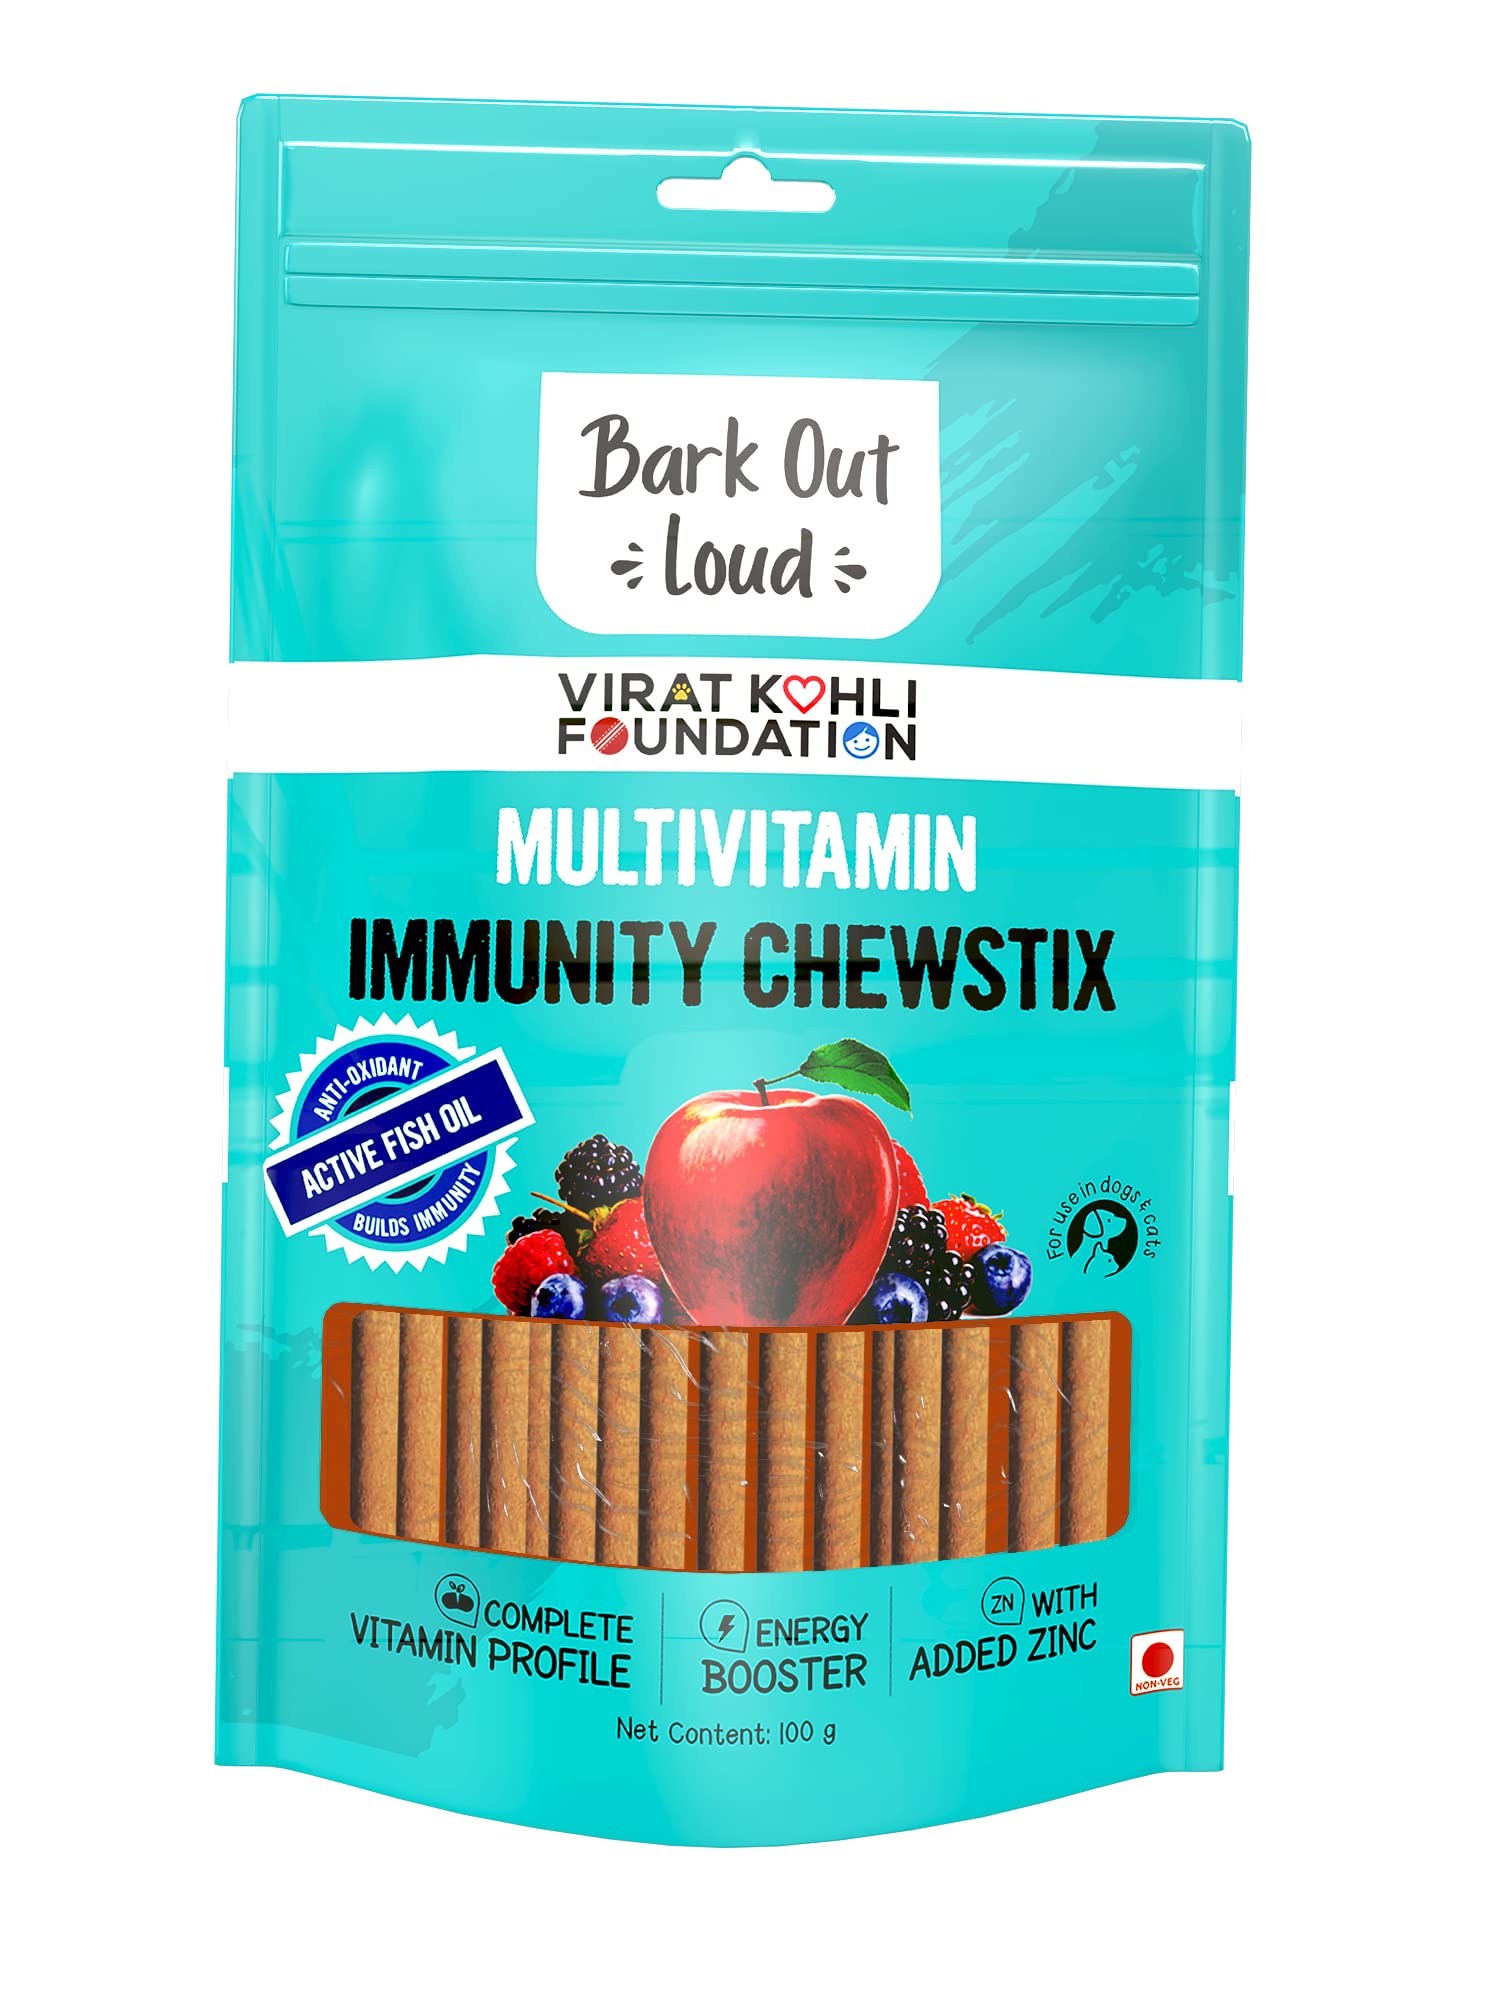 Bark Out
Loud
VIRAT KOHLI
FOUNDATION
MULTIVITAMIN
IMMUNITY CHEWSTIX
ANTI-OXIDANT
ACTIVE FISH OIL
BUILDS IMMUNITY
For use in dogs & cats
COMPLETE
VITAMIN PROFILE
ENERGY
BOOSTER
ZN WITH
ADDED ZINC
NON-VEG
Net Content: 100 g